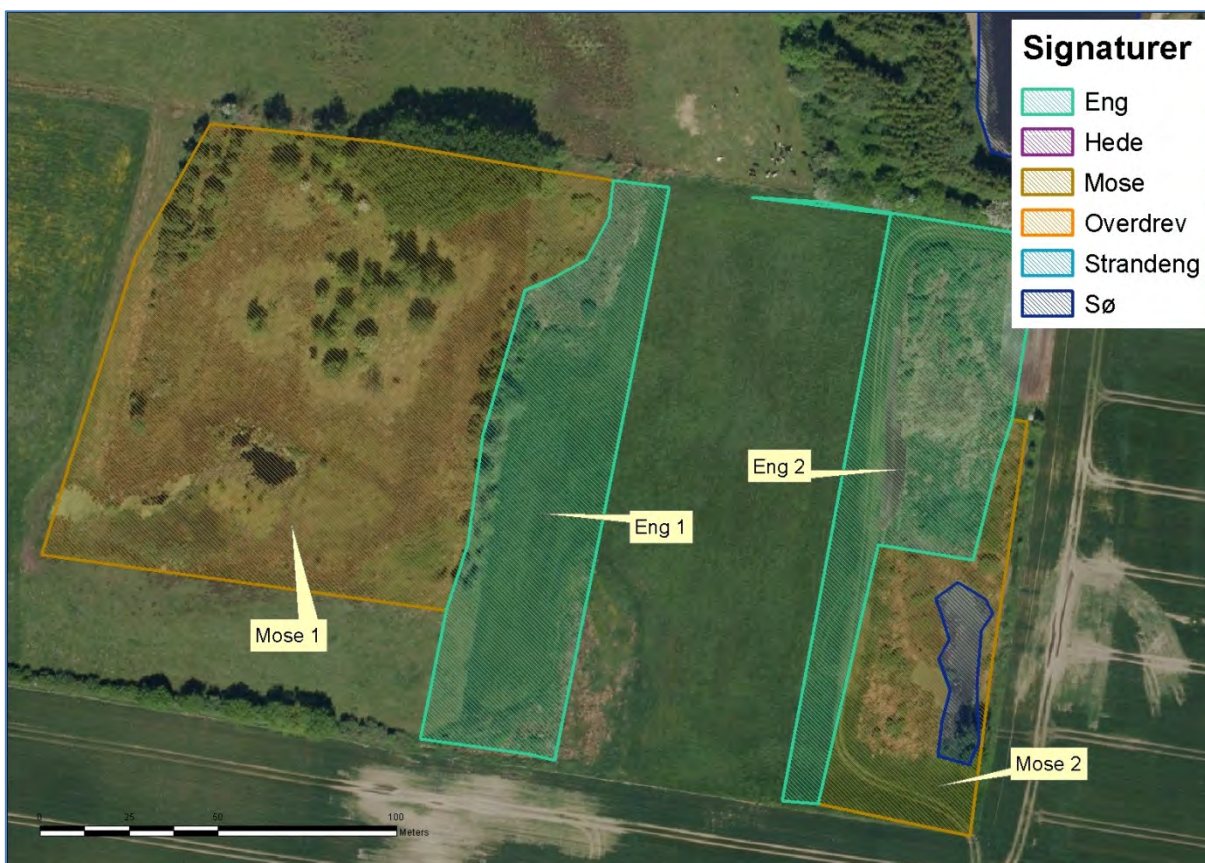 Signaturer
Eng
Hede
Mose
Overdrev
Strandeng
Sø
Eng 2
Eng 1
Mose 1
Mose 2
0 25 50 100
Meters